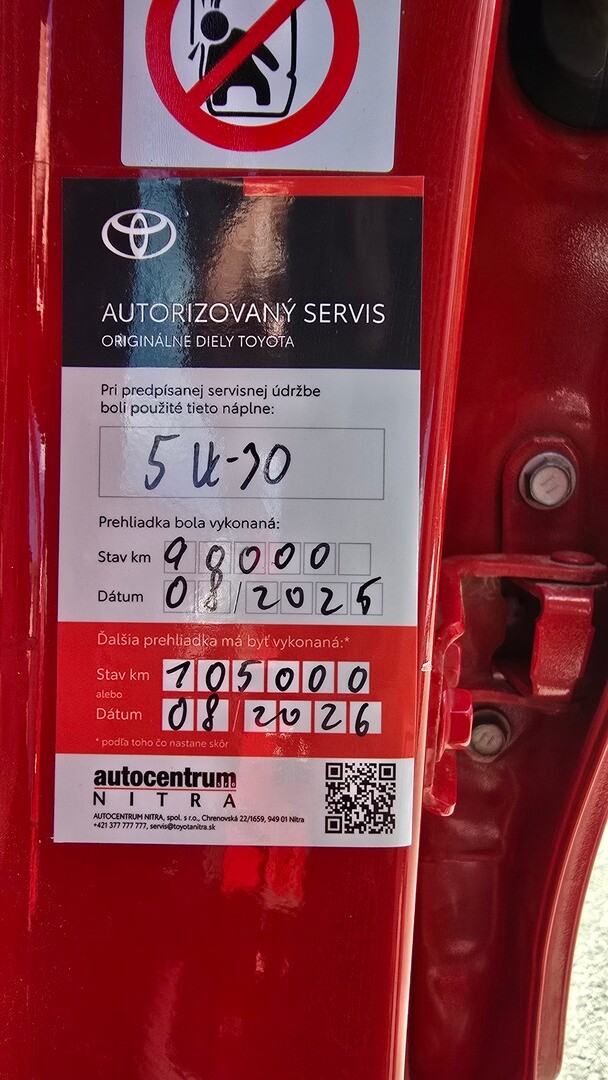 AUTORIZOVANÝ SERVIS
ORIGINÁLNE DIELY TOYOTA
Pri predpísanej servisnej údržbe
boli použité tieto náplne:
5W-30
Prehliadka bola vykonaná:
Stav km 90000
Dátum 08/2025
Ďalšia prehliadka má byť vykonaná:*
Stav km 105000
alebo
Dátum 08/2026
* podľa toho čo nastane skôr
autocentrum
NITRA
AUTOCENTRUM NITRA, spol. s r.o., Chrenovská 22/1659, 949 01 Nitra
+421 377 777 777, servis@toyotanitra.sk